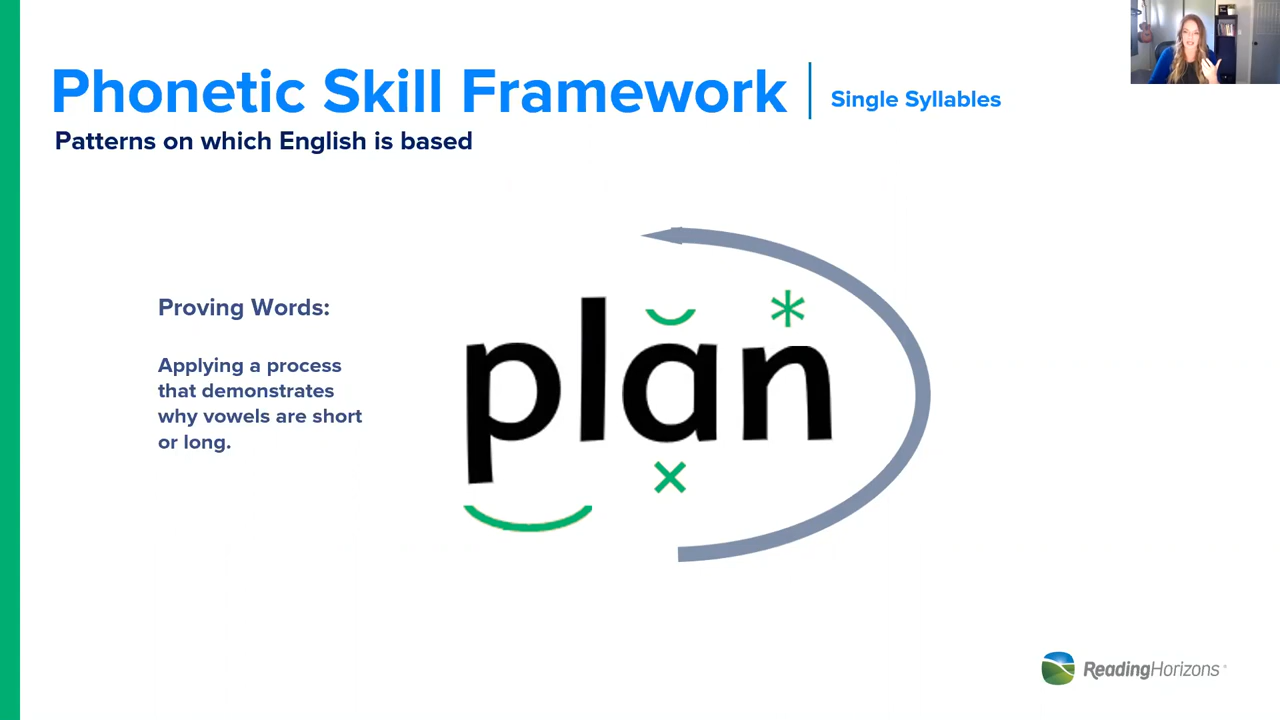 Phonetic Skill Framework
Single Syllables
Patterns on which English is based
Proving Words:
Applying a process
that demonstrates
why vowels are short
or long.
plan
ReadingHorizons